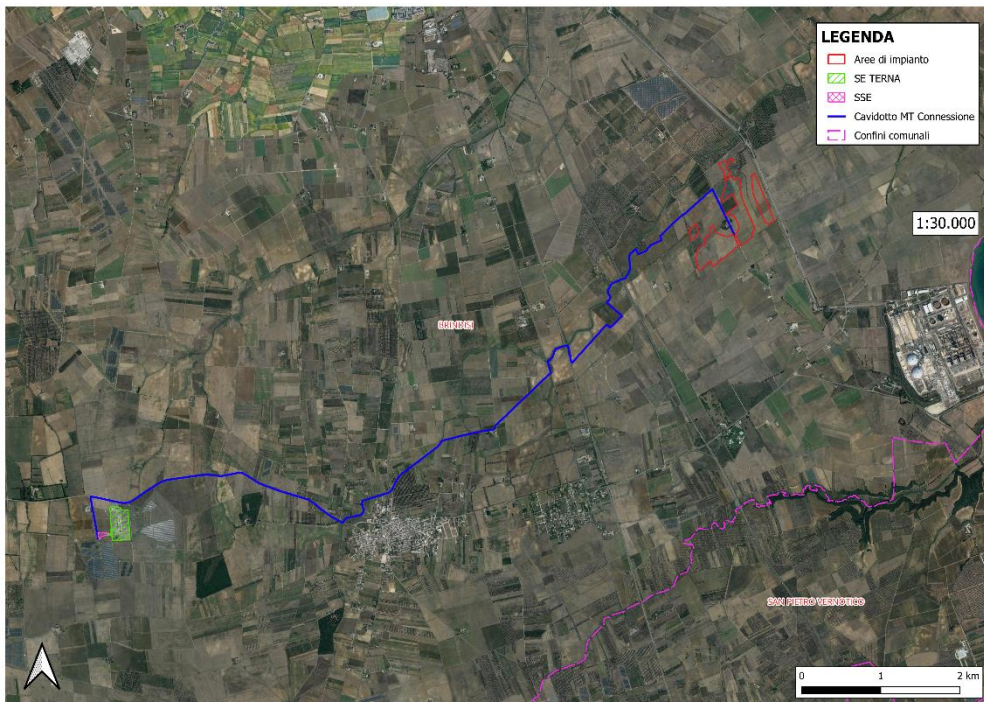 LEGENDA
Aree di impianto
SE TERNA
SSE
Cavidotto MT Connessione
Confini comunali
1:30.000
BRINDISI
SAN PIETRO VERNOTICO
0 1 2 km